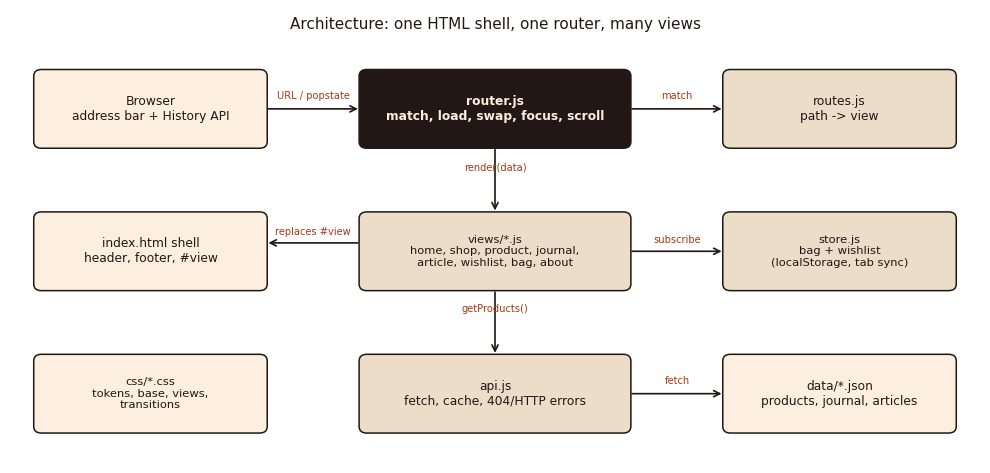 Architecture: one HTML shell, one router, many views
Browser
address bar + History API
URL / popstate
router.js
match, load, swap, focus, scroll
match
routes.js
path -> view
render(data)
index.html shell
header, footer, #view
replaces #view
views/*.js
home, shop, product, journal,
article, wishlist, bag, about
subscribe
store.js
bag + wishlist
(localStorage, tab sync)
getProducts()
css/*.css
tokens, base, views,
transitions
api.js
fetch, cache, 404/HTTP errors
fetch
data/*.json
products, journal, articles